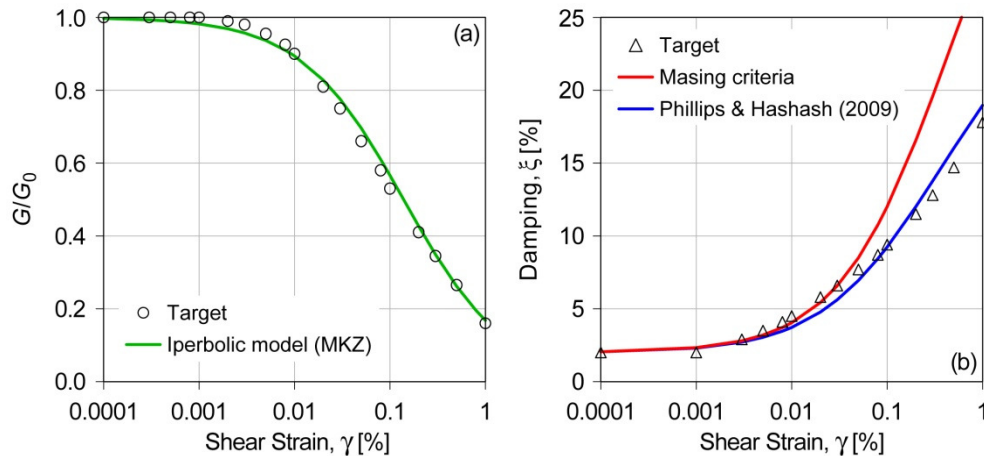 (a)
G/G0
1.0
0.8
0.6
0.4
0.2
0.0
Target
Iperbolic model (MKZ)
0.0001 0.001 0.01 0.1 1
Shear Strain, γ [%]
Damping, ξ [%]
25
20
15
10
5
0
Target
Masing criteria
Phillips & Hashash (2009)
(b)
0.0001 0.001 0.01 0.1 1
Shear Strain, γ [%]